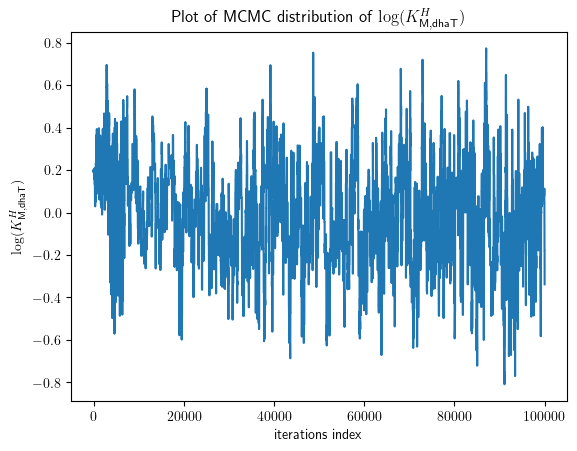 Plot of MCMC distribution of log(K^H_M,dhaT)
log(K^H_M,dhaT)
0.8
0.6
0.4
0.2
0.0
−0.2
−0.4
−0.6
−0.8
0 20000 40000 60000 80000 100000
iterations index